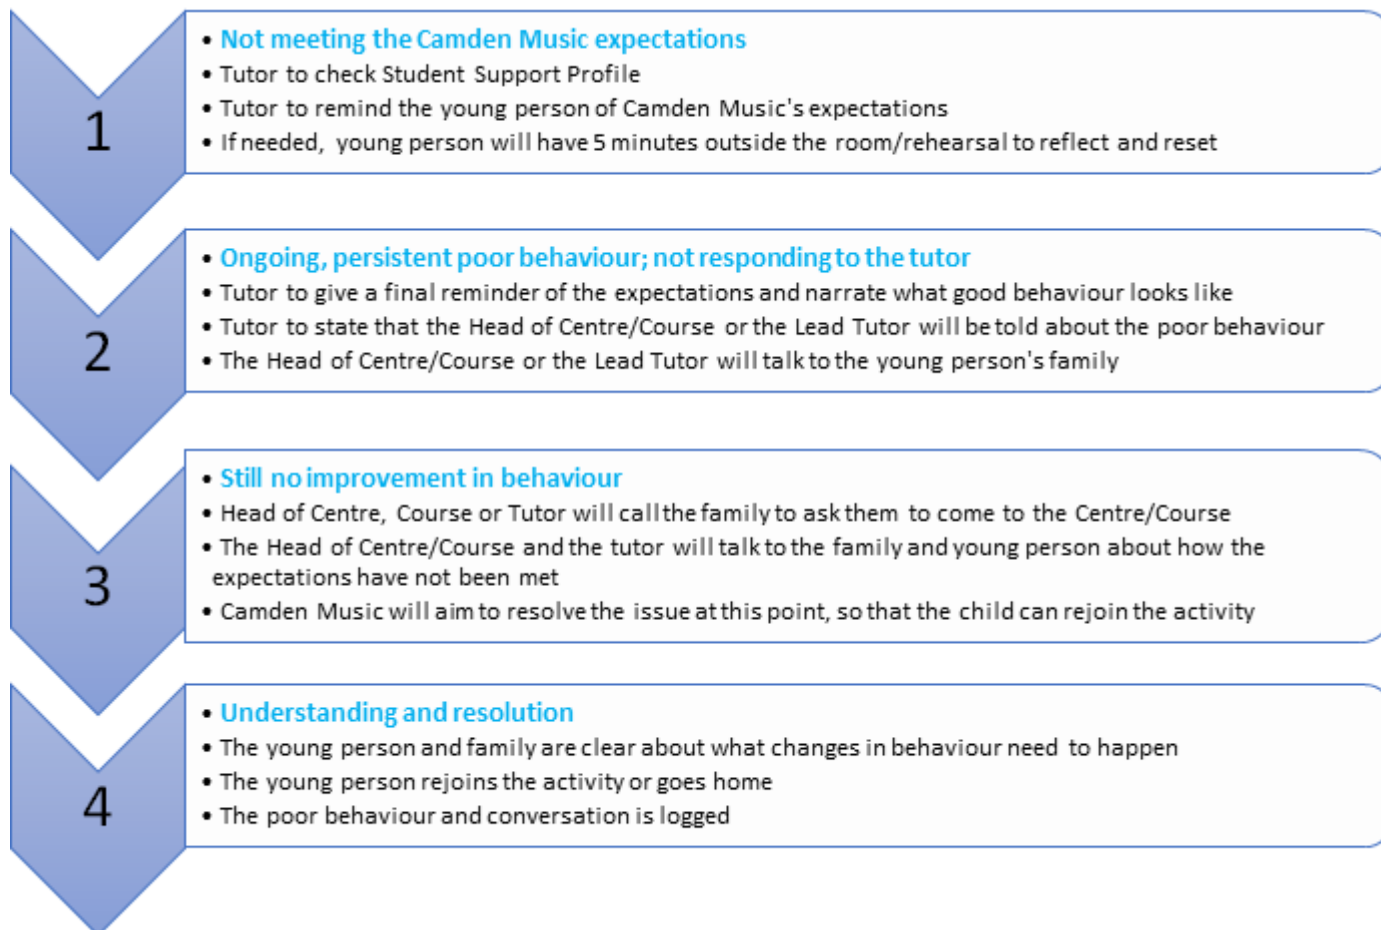 1
• Not meeting the Camden Music expectations
• Tutor to check Student Support Profile
• Tutor to remind the young person of Camden Music's expectations
• If needed, young person will have 5 minutes outside the room/rehearsal to reflect and reset
2
• Ongoing, persistent poor behaviour; not responding to the tutor
• Tutor to give a final reminder of the expectations and narrate what good behaviour looks like
• Tutor to state that the Head of Centre/Course or the Lead Tutor will be told about the poor behaviour
• The Head of Centre/Course or the Lead Tutor will talk to the young person's family
3
• Still no improvement in behaviour
• Head of Centre, Course or Tutor will call the family to ask them to come to the Centre/Course
• The Head of Centre/Course and the tutor will talk to the family and young person about how the
expectations have not been met
• Camden Music will aim to resolve the issue at this point, so that the child can rejoin the activity
4
• Understanding and resolution
• The young person and family are clear about what changes in behaviour need to happen
• The young person rejoins the activity or goes home
• The poor behaviour and conversation is logged